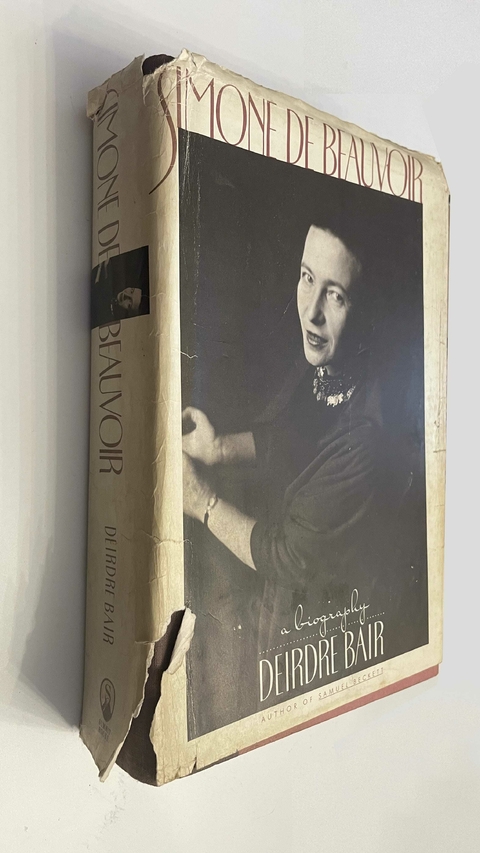 SIMONE DE BEAUVOIR
DEIRDRE BAIR
SIMONE DE BEAUVOIR
a biography
DEIRDRE BAIR
AUTHOR OF SAMUEL BECKETT